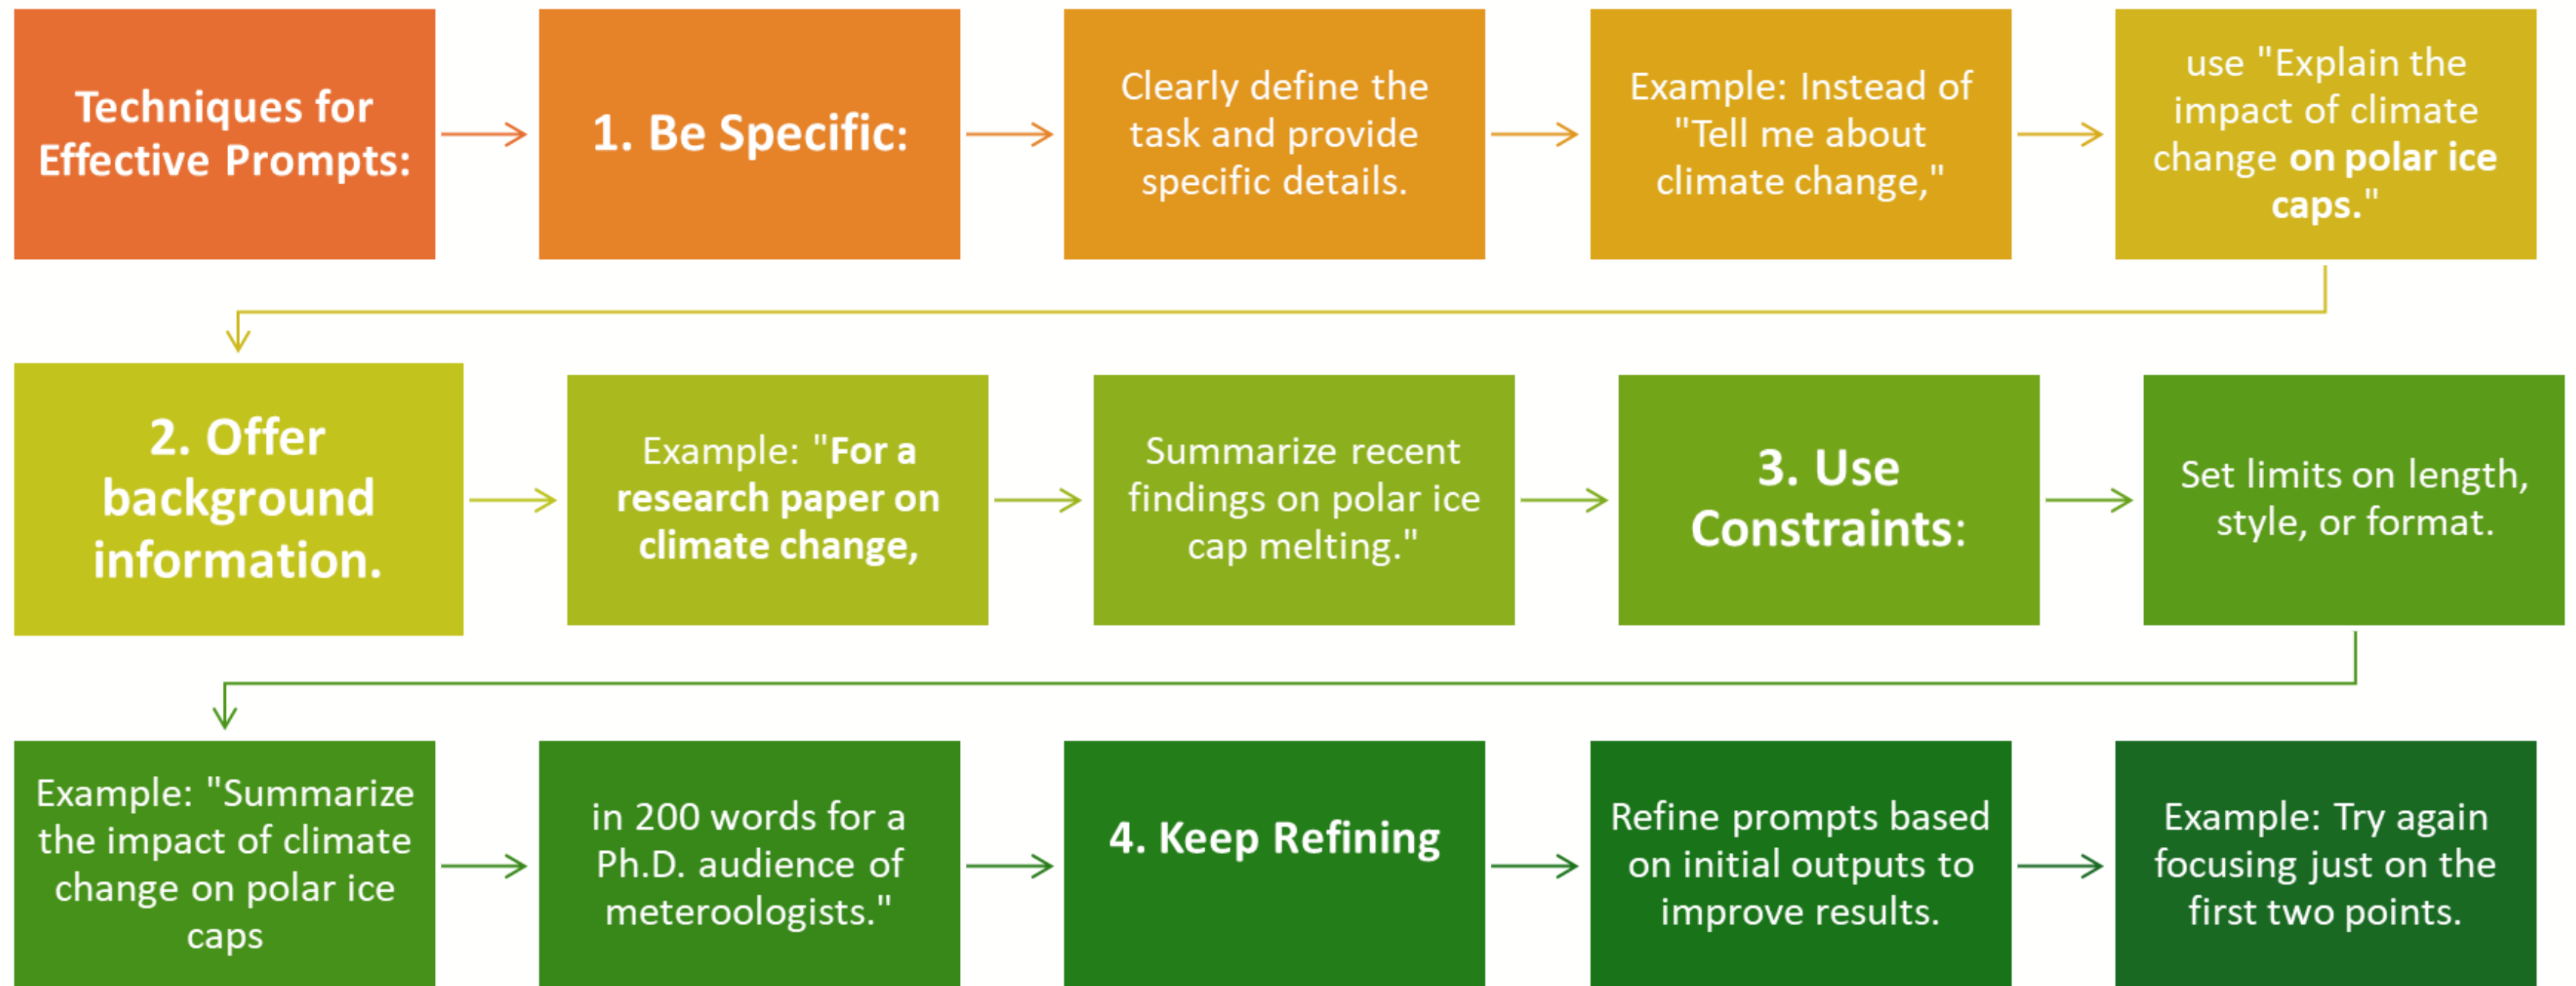 Techniques for
Effective Prompts:
1. Be Specific:
Clearly define the
task and provide
specific details.
Example: Instead of
"Tell me about
climate change,"
use "Explain the
impact of climate
change on polar ice
caps."
2. Offer
background
information.
Example: "For a
research paper on
climate change,
Summarize recent
findings on polar ice
cap melting."
3. Use
Constraints:
Set limits on length,
style, or format.
Example: "Summarize
the impact of climate
change on polar ice
caps
in 200 words for a
Ph.D. audience of
meteroologists."
4. Keep Refining
Refine prompts based
on initial outputs to
improve results.
Example: Try again
focusing just on the
first two points.